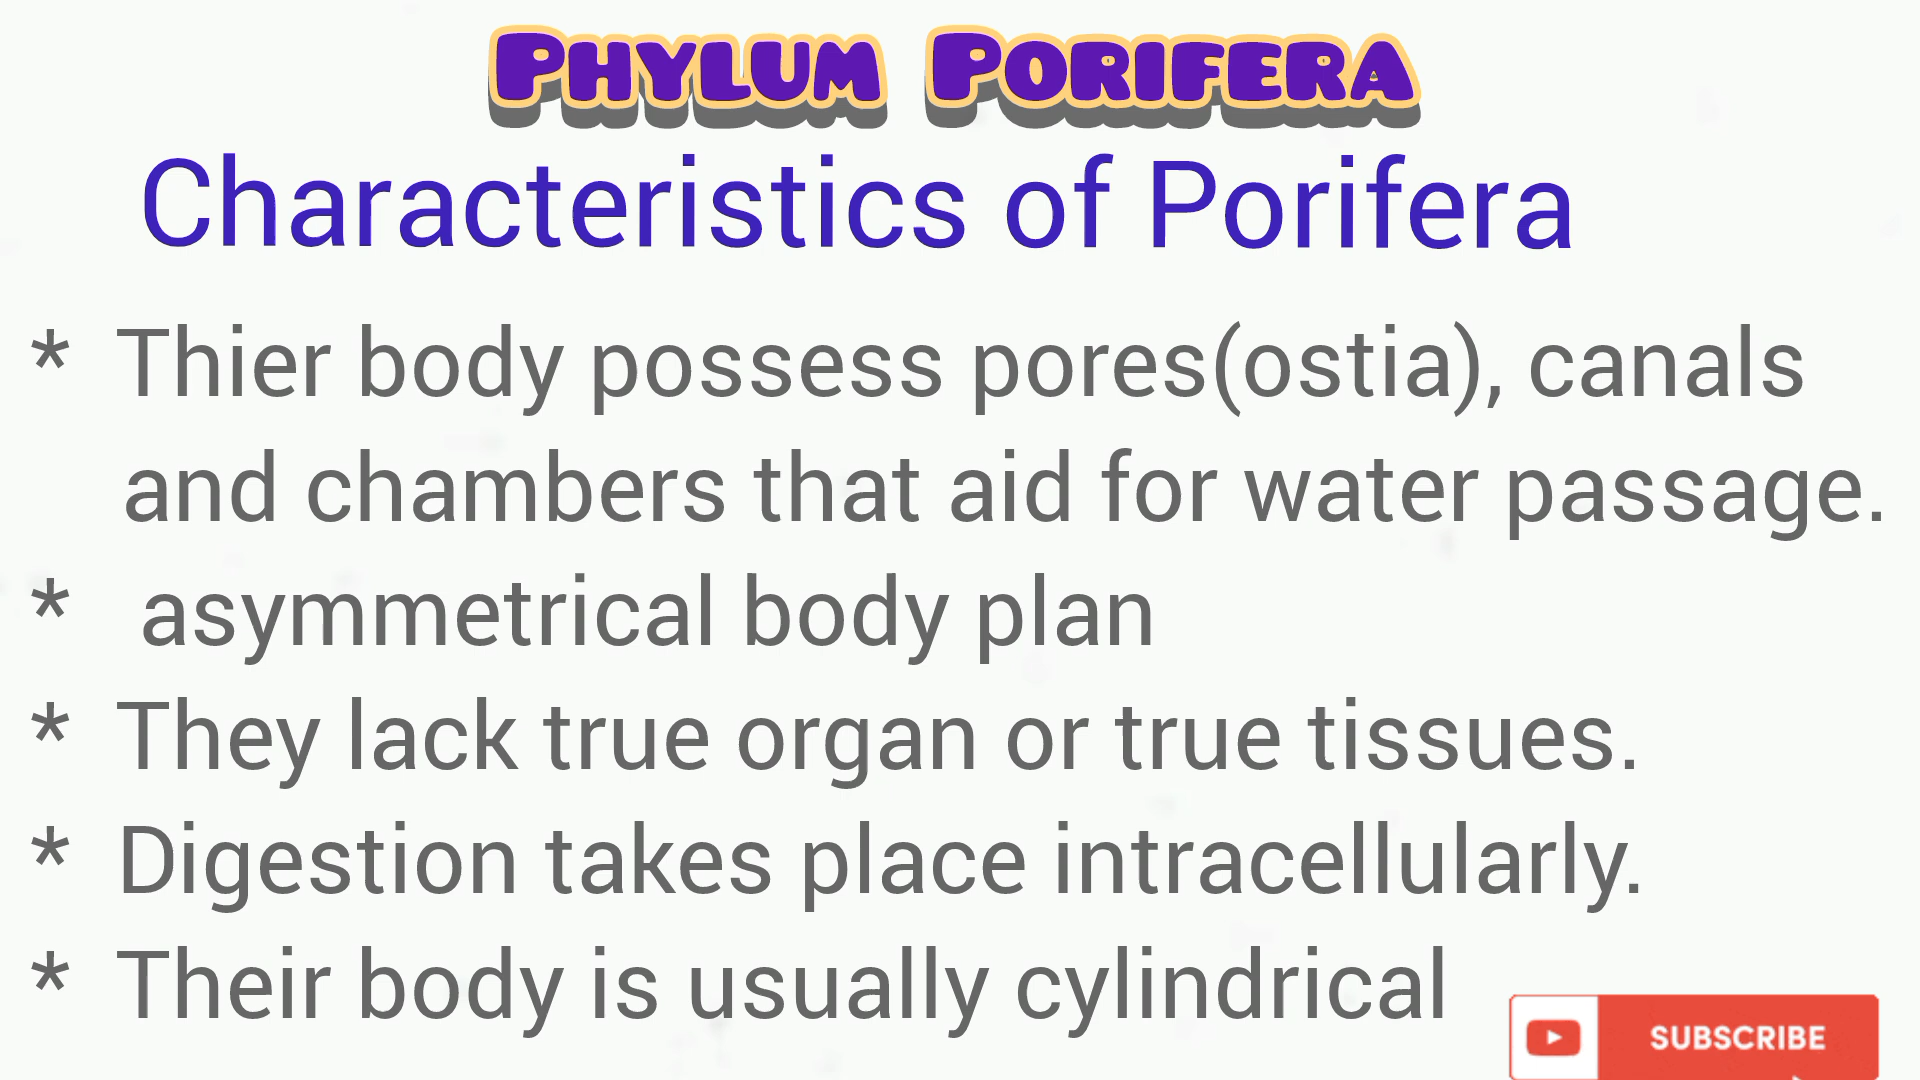 PHYLUM PORIFERA
Characteristics of Porifera
* Thier body possess pores(ostia), canals
and chambers that aid for water passage.
* asymmetrical body plan
* They lack true organ or true tissues.
* Digestion takes place intracellularly.
* Their body is usually cylindrical
SUBSCRIBE